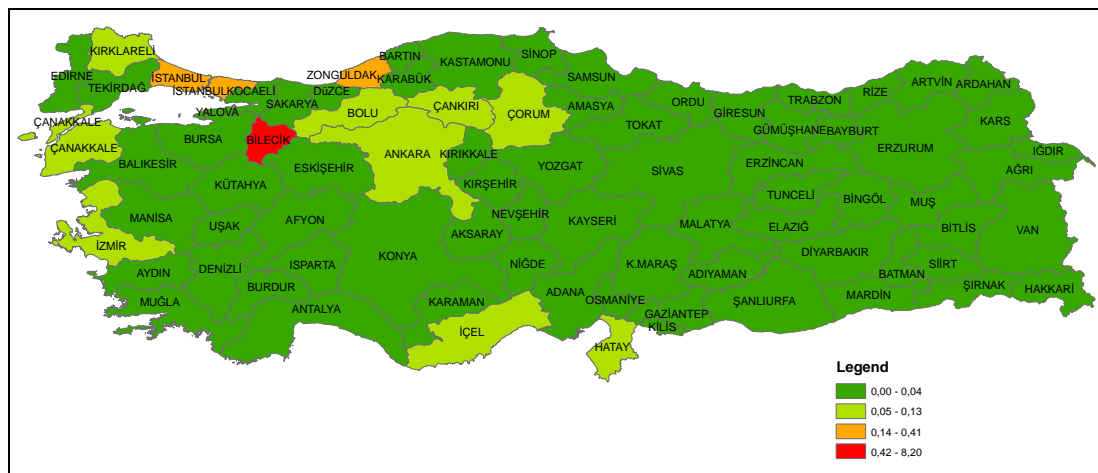 KIRKLARELİ
EDİRNE
TEKİRDAĞ
İSTANBUL
İSTANBUL
KOCAELİ
YALOVA
SAKARYA
DüZCE
ZONGULDAK
BARTIN
KARABÜK
KASTAMONU
SİNOP
SAMSUN
ÇANAKKALE
ÇANAKKALE
BALIKESİR
BURSA
BİLECİK
BOLU
ÇANKIRI
ÇORUM
AMASYA
ORDU
GİRESUN
TRABZON
RİZE
ARTVİN
ARDAHAN
KARS
IĞDIR
AĞRI
ERZURUM
BAYBURT
GÜMÜŞHANE
TOKAT
ANKARA
KIRIKKALE
ESKİŞEHİR
KÜTAHYA
YOZGAT
SİVAS
ERZİNCAN
TUNCELİ
BİNGÖL
MUŞ
BİTLİS
VAN
KIRŞEHİR
NEVŞEHİR
KAYSERİ
MALATYA
ELAZIĞ
DİYARBAKIR
BATMAN
SİİRT
ŞIRNAK
HAKKARİ
MARDİN
MANİSA
UŞAK
AFYON
İZMİR
AKSARAY
KONYA
NİĞDE
K.MARAŞ
ADIYAMAN
AYDIN
DENİZLİ
ISPARTA
BURDUR
MUĞLA
ANTALYA
KARAMAN
İÇEL
ADANA
OSMANİYE
GAZİANTEP
KİLİS
ŞANLIURFA
HATAY
Legend
0,00 - 0,04
0,05 - 0,13
0,14 - 0,41
0,42 - 8,20